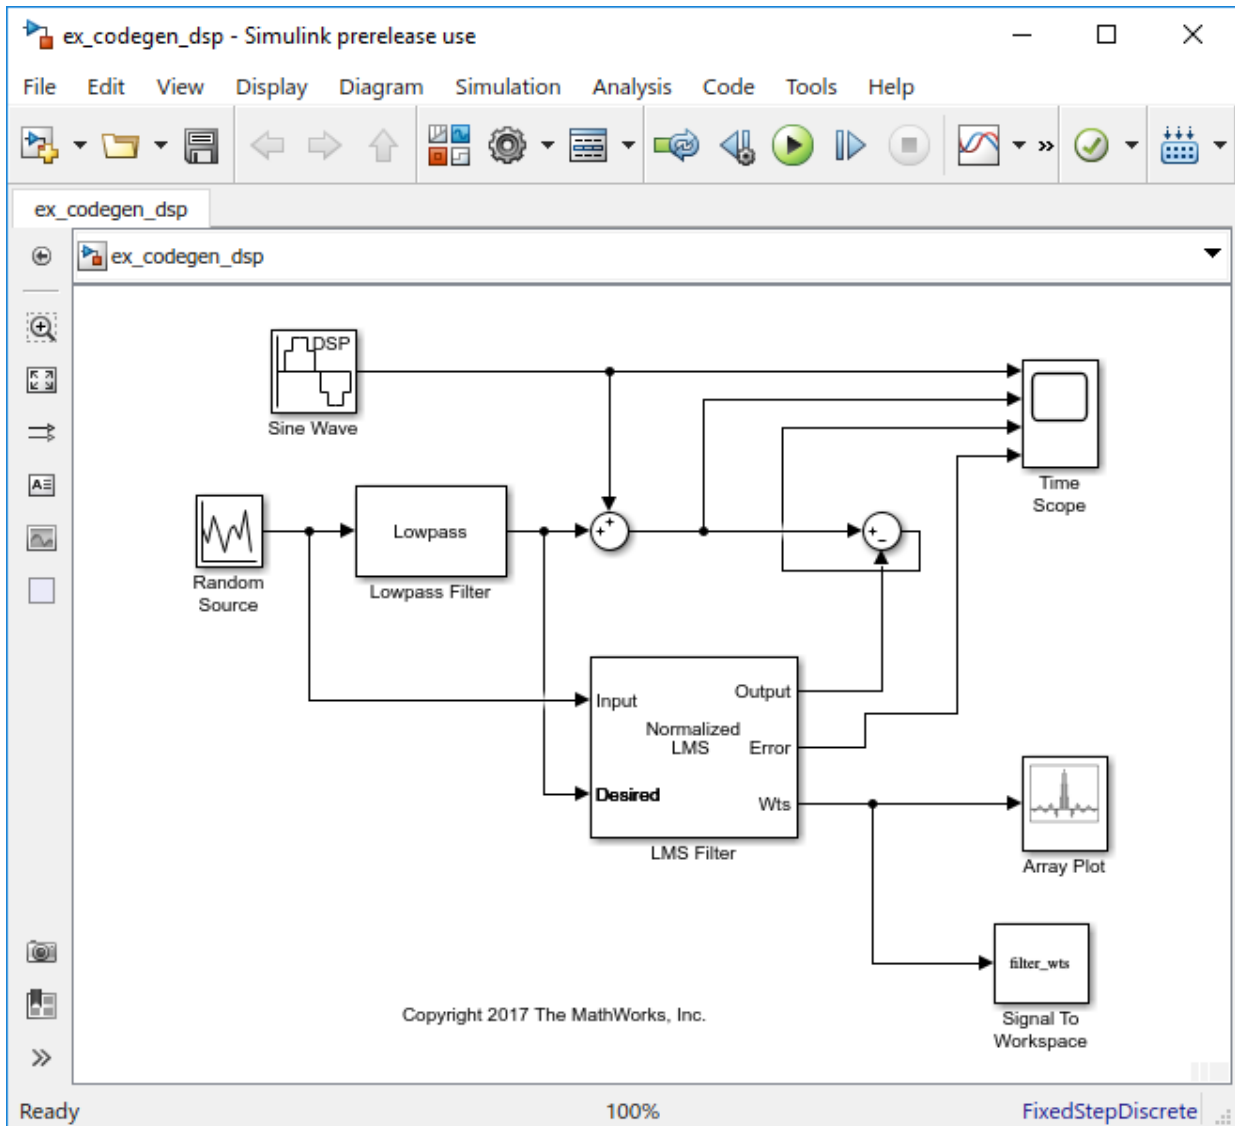 ex_codegen_dsp - Simulink prerelease use
File Edit View Display Diagram Simulation Analysis Code Tools Help
ex_codegen_dsp
ex_codegen_dsp
DSP
Sine Wave
Time
Scope
Lowpass
+
+
+
-
Random
Source
Lowpass Filter
Input
Output
Normalized
LMS
Error
Desired
Wts
LMS Filter
Array Plot
filter_wts
Signal To
Workspace
Copyright 2017 The MathWorks, Inc.
Ready 100% FixedStepDiscrete